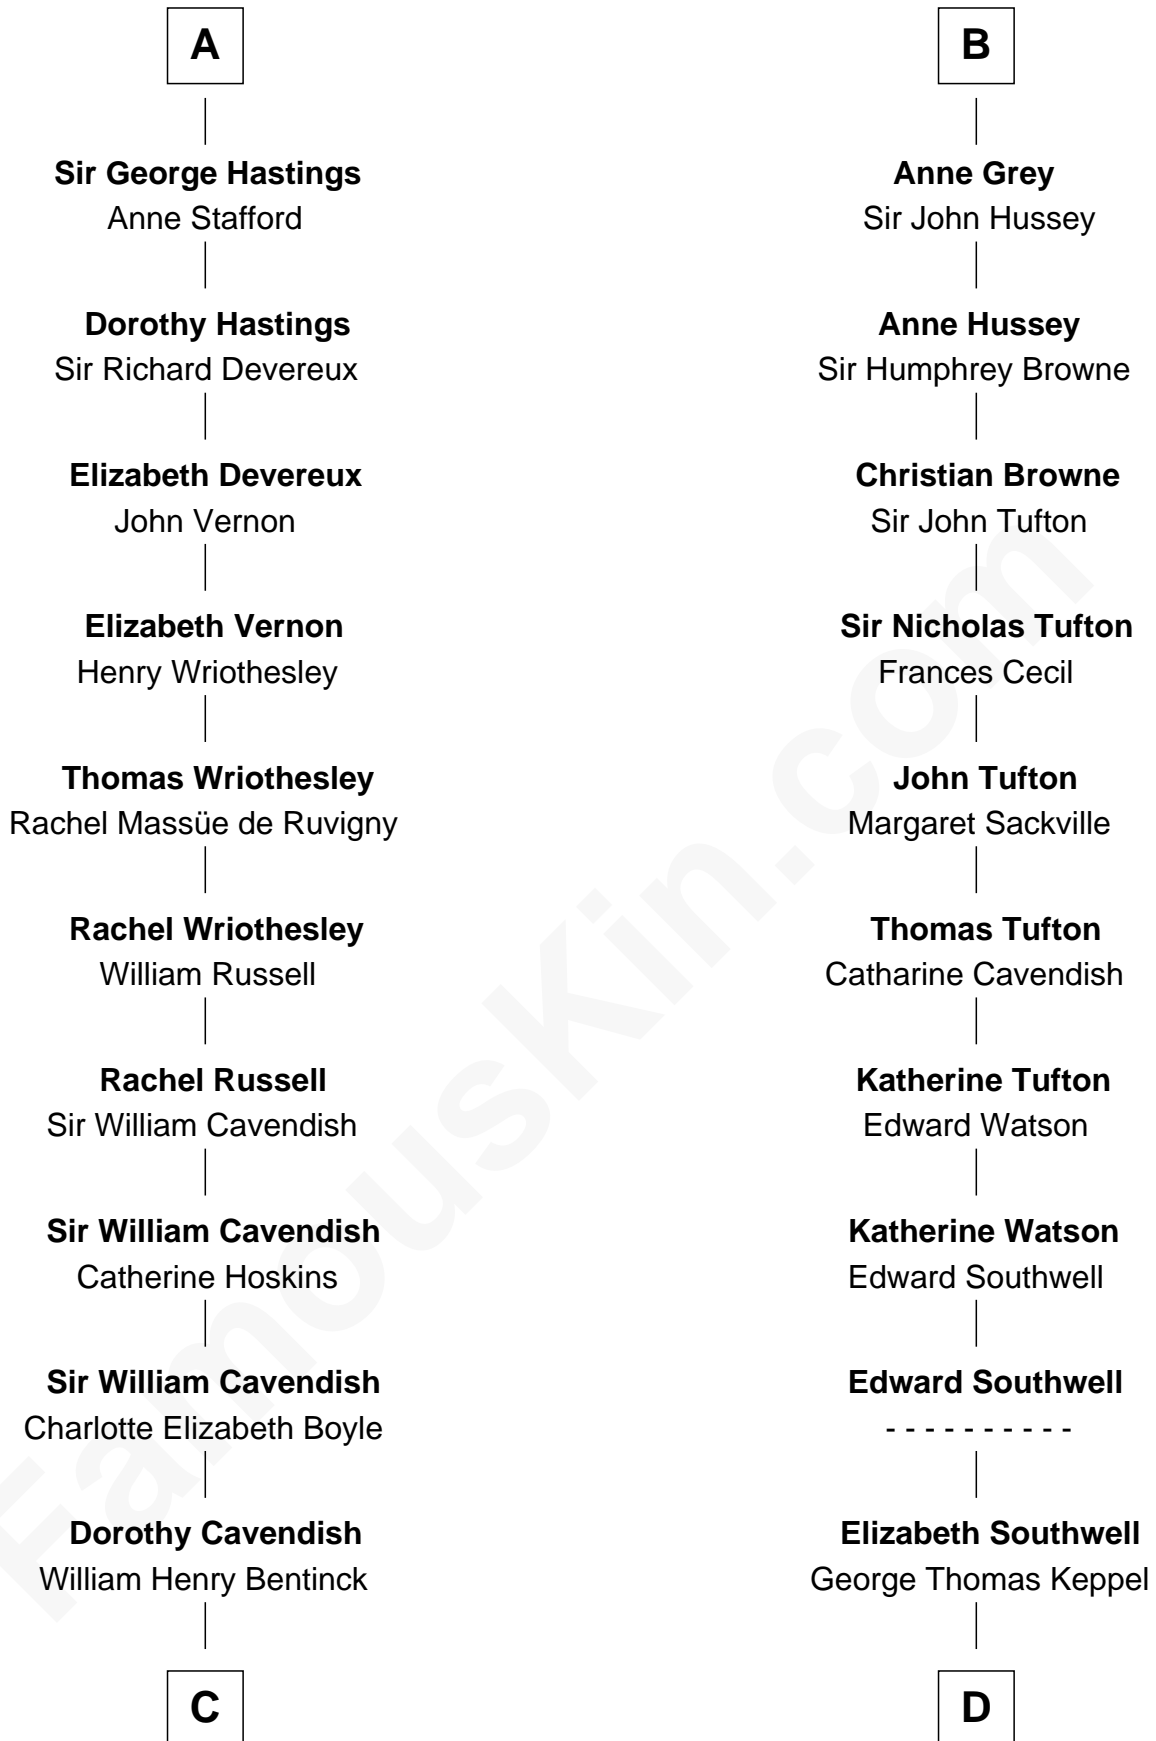 A
Sir George Hastings
Anne Stafford
Dorothy Hastings
Sir Richard Devereux
Elizabeth Devereux
John Vernon
Elizabeth Vernon
Henry Wriothesley
Thomas Wriothesley
Rachel Massüe de Ruvigny
Rachel Wriothesley
William Russell
Rachel Russell
Sir William Cavendish
Sir William Cavendish
Catherine Hoskins
Sir William Cavendish
Charlotte Elizabeth Boyle
Dorothy Cavendish
William Henry Bentinck
C
B
Anne Grey
Sir John Hussey
Anne Hussey
Sir Humphrey Browne
Christian Browne
Sir John Tufton
Sir Nicholas Tufton
Frances Cecil
John Tufton
Margaret Sackville
Thomas Tufton
Catharine Cavendish
Katherine Tufton
Edward Watson
Katherine Watson
Edward Southwell
Edward Southwell
- - - - - - - - - -
Elizabeth Southwell
George Thomas Keppel
D
FamousKin.com